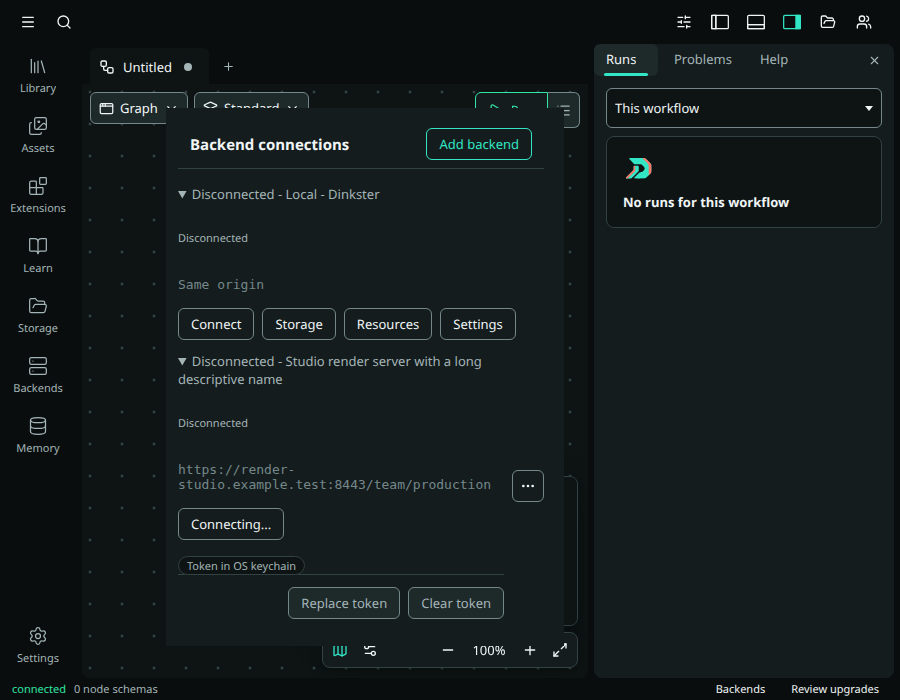 Untitled
Runs
Problems
Help
Library
Assets
Extensions
Learn
Storage
Backends
Memory
Settings
Graph
Standard
Backend connections
Add backend
Disconnected - Local - Dinkster
Disconnected
Same origin
Connect
Storage
Resources
Settings
Disconnected - Studio render server with a long
descriptive name
Disconnected
https://render-
studio.example.test:8443/team/production
Connecting...
Token in OS keychain
Replace token
Clear token
100%
This workflow
No runs for this workflow
connected
0 node schemas
Backends
Review upgrades